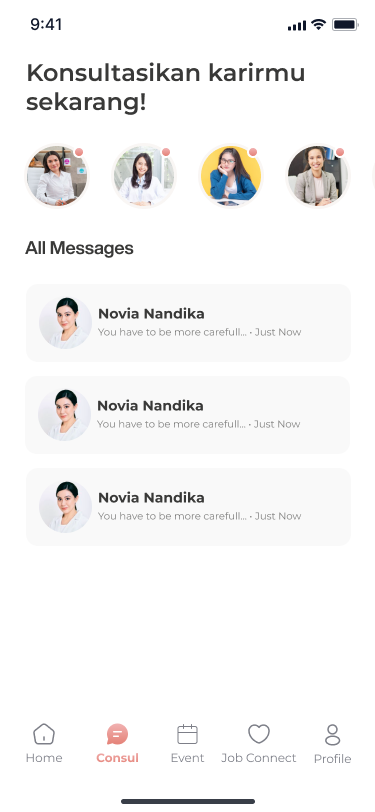 9:41
Konsultasikan karirmu
sekarang!
All Messages
Novia Nandika
You have to be more carefull... • Just Now
Novia Nandika
You have to be more carefull... • Just Now
Novia Nandika
You have to be more carefull... • Just Now
Home
Consul
Event
Job Connect
Profile